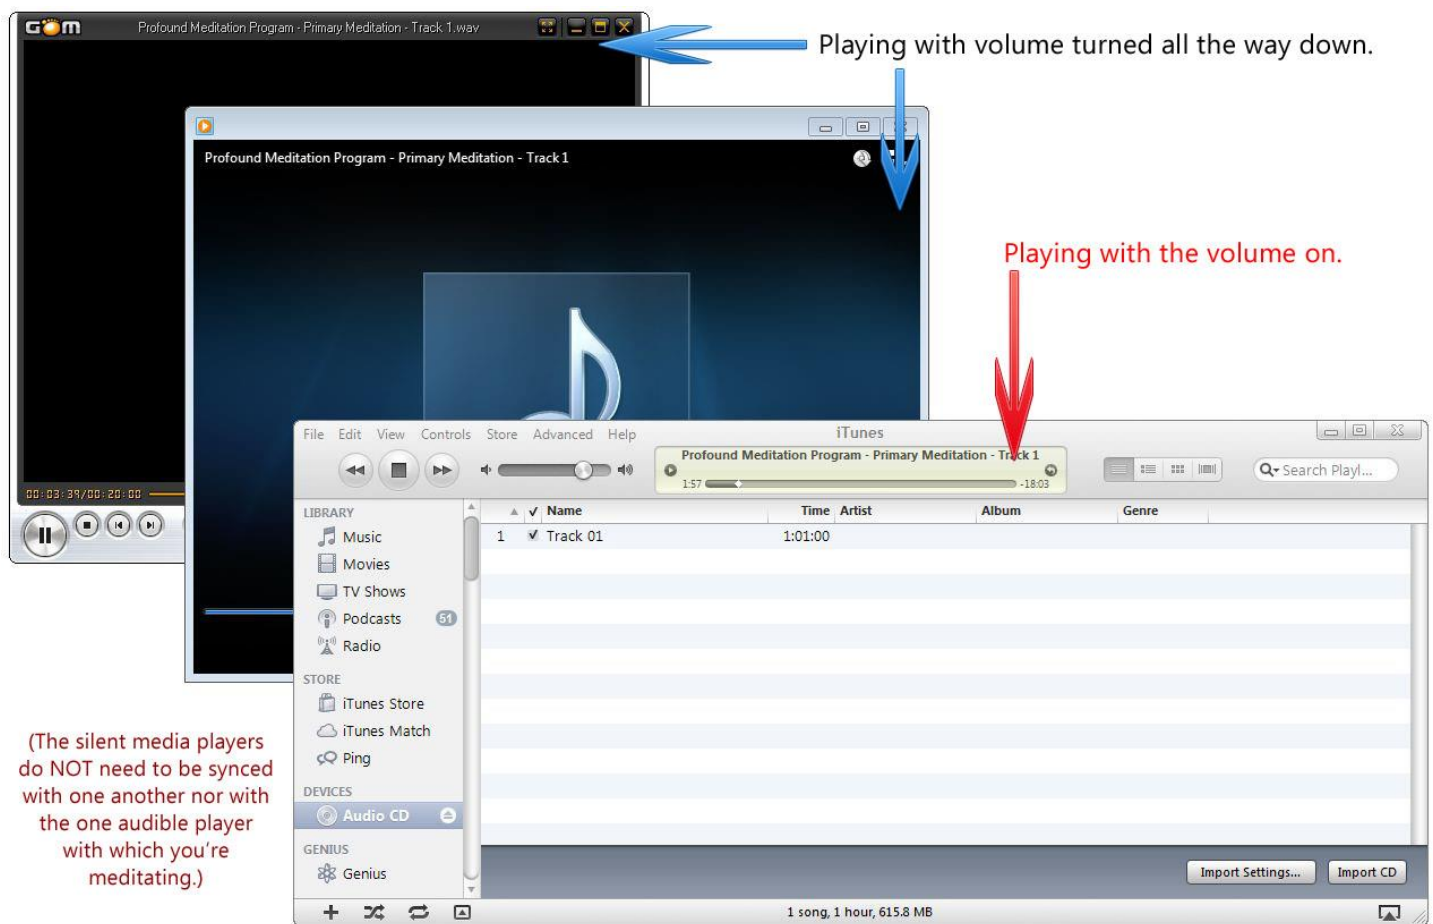 GOM
Profound Meditation Program - Primary Meditation - Track 1.wav
Playing with volume turned all the way down.
Profound Meditation Program - Primary Meditation - Track 1
Playing with the volume on.
00:03:39/00:20:00
File Edit View Controls Store Advanced Help
iTunes
Profound Meditation Program - Primary Meditation - Track 1
1:57
-18:03
Search Playl...
LIBRARY
Music
Movies
TV Shows
Podcasts 51
Radio
STORE
iTunes Store
iTunes Match
Ping
DEVICES
Audio CD
GENIUS
Genius
Name Time Artist Album Genre
1 Track 01 1:01:00
Import Settings... Import CD
1 song, 1 hour, 615.8 MB
(The silent media players
do NOT need to be synced
with one another nor with
the one audible player
with which you're
meditating.)